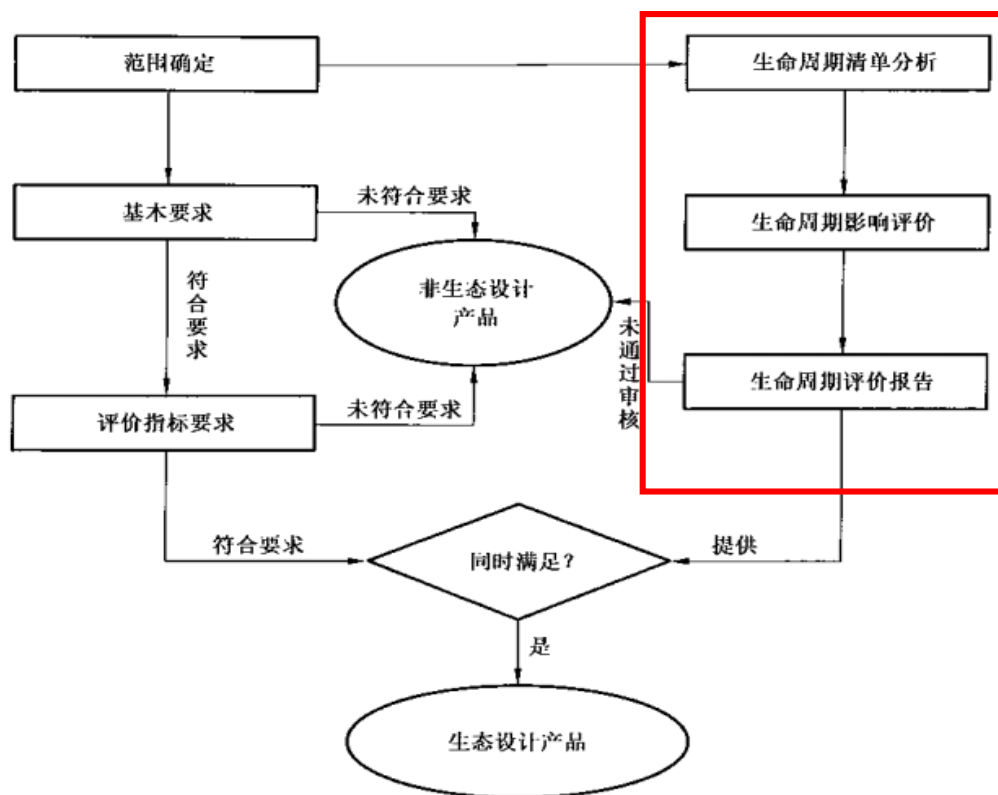 范围确定
生命周期清单分析
未符合要求
基本要求
生命周期影响评价
符合要求
非生态设计
产品
未通过审核
生命周期评价报告
未符合要求
评价指标要求
符合要求
同时满足？
提供
是
生态设计产品